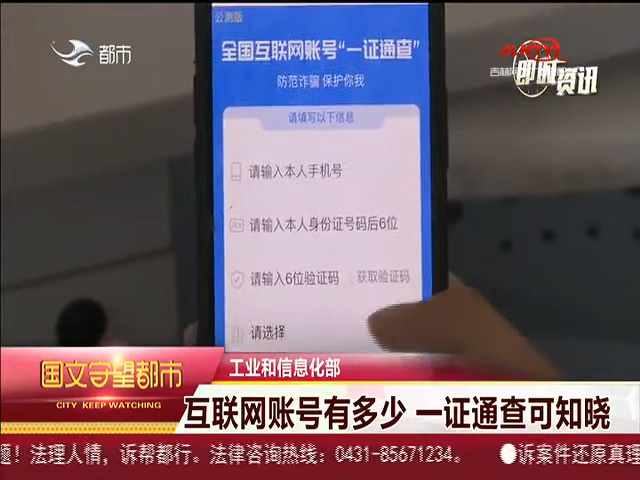 公测版
都市
JLNTV
吉林
即时资讯
全国互联网账号“一证通查”
防范诈骗 保护你我
请填写以下信息
请输入本人手机号
请输入本人身份证号码后6位
请输入6位验证码 获取验证码
请选择
国文守望都市
CITY KEEP WATCHING
工业和信息化部
互联网账号有多少 一证通查可知晓
题！法理人情，诉帮都行。法律咨询热线：0431-85671234。 ●诉案件还原真理